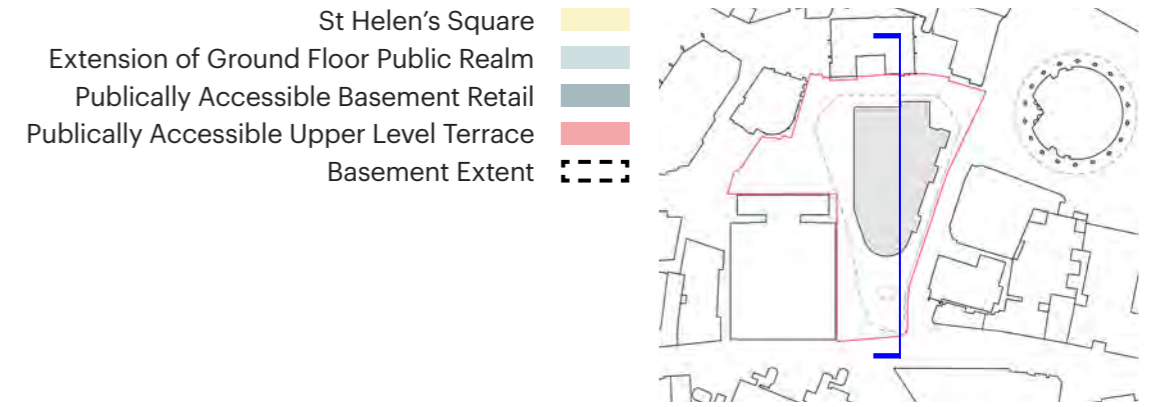 St Helen's Square
Extension of Ground Floor Public Realm
Publically Accessible Basement Retail
Publically Accessible Upper Level Terrace
Basement Extent